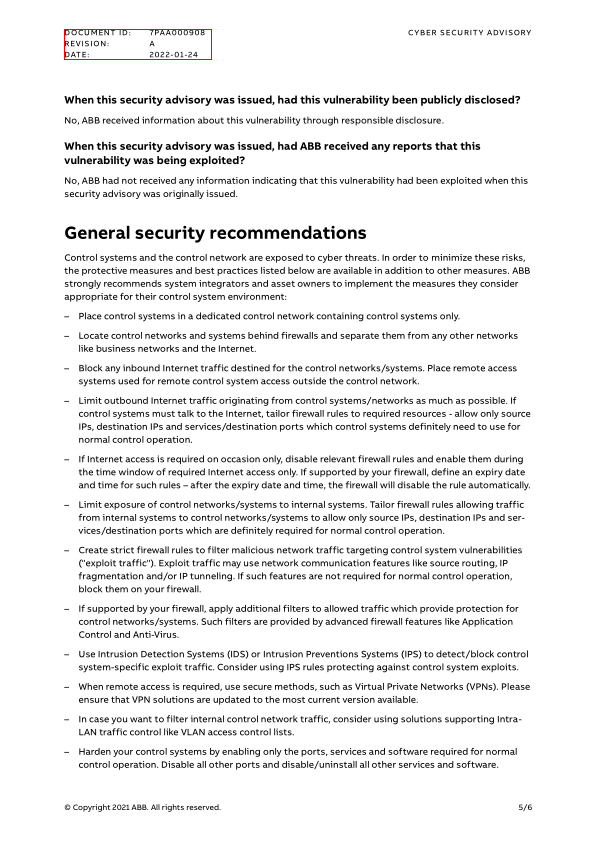 DOCUMENT ID: 7PAA000908
REVISION: A
DATE: 2022-01-24
CYBER SECURITY ADVISORY
When this security advisory was issued, had this vulnerability been publicly disclosed?
No, ABB received information about this vulnerability through responsible disclosure.
When this security advisory was issued, had ABB received any reports that this
vulnerability was being exploited?
No, ABB had not received any information indicating that this vulnerability had been exploited when this
security advisory was originally issued.
General security recommendations
Control systems and the control network are exposed to cyber threats. In order to minimize these risks,
the protective measures and best practices listed below are available in addition to other measures. ABB
strongly recommends system integrators and asset owners to implement the measures they consider
appropriate for their control system environment:
– Place control systems in a dedicated control network containing control systems only.
– Locate control networks and systems behind firewalls and separate them from any other networks
like business networks and the Internet.
– Block any inbound Internet traffic destined for the control networks/systems. Place remote access
systems used for remote control system access outside the control network.
– Limit outbound Internet traffic originating from control systems/networks as much as possible. If
control systems must talk to the Internet, tailor firewall rules to required resources - allow only source
IPs, destination IPs and services/destination ports which control systems definitely need to use for
normal control operation.
– If Internet access is required on occasion only, disable relevant firewall rules and enable them during
the time window of required Internet access only. If supported by your firewall, define an expiry date
and time for such rules – after the expiry date and time, the firewall will disable the rule automatically.
– Limit exposure of control networks/systems to internal systems. Tailor firewall rules allowing traffic
from internal systems to control networks/systems to allow only source IPs, destination IPs and ser-
vices/destination ports which are definitely required for normal control operation.
– Create strict firewall rules to filter malicious network traffic targeting control system vulnerabilities
("exploit traffic"). Exploit traffic may use network communication features like source routing, IP
fragmentation and/or IP tunneling. If such features are not required for normal control operation,
block them on your firewall.
– If supported by your firewall, apply additional filters to allowed traffic which provide protection for
control networks/systems. Such filters are provided by advanced firewall features like Application
Control and Anti-Virus.
– Use Intrusion Detection Systems (IDS) or Intrusion Preventions Systems (IPS) to detect/block control
system-specific exploit traffic. Consider using IPS rules protecting against control system exploits.
– When remote access is required, use secure methods, such as Virtual Private Networks (VPNs). Please
ensure that VPN solutions are updated to the most current version available.
– In case you want to filter internal control network traffic, consider using solutions supporting Intra-
LAN traffic control like VLAN access control lists.
– Harden your control systems by enabling only the ports, services and software required for normal
control operation. Disable all other ports and disable/uninstall all other services and software.
© Copyright 2021 ABB. All rights reserved.
5/6